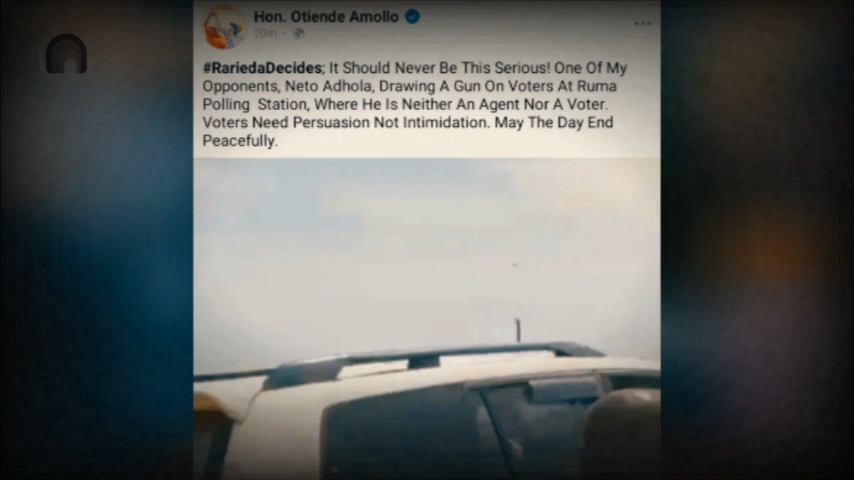 Hon. Otiende Amollo
20m
#RariedaDecides; It Should Never Be This Serious! One Of My
Opponents, Neto Adhola, Drawing A Gun On Voters At Ruma
Polling Station, Where He Is Neither An Agent Nor A Voter.
Voters Need Persuasion Not Intimidation. May The Day End
Peacefully.